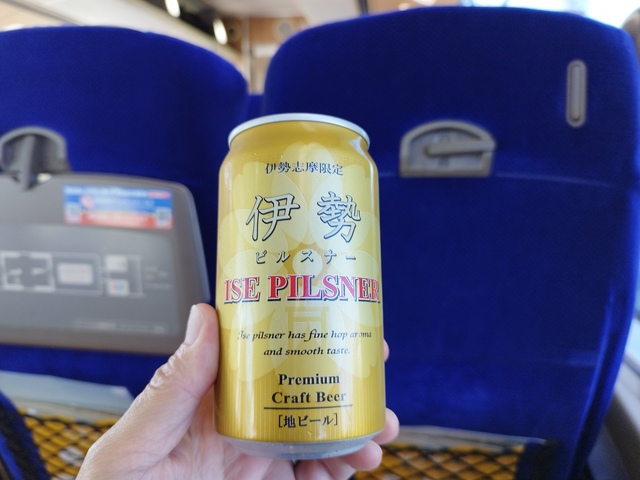 伊勢志摩限定
伊勢
ピルスナー
ISE PILSNER
Ise pilsner has fine hop aroma
and smooth taste.
Premium
Craft Beer
[地ビール]